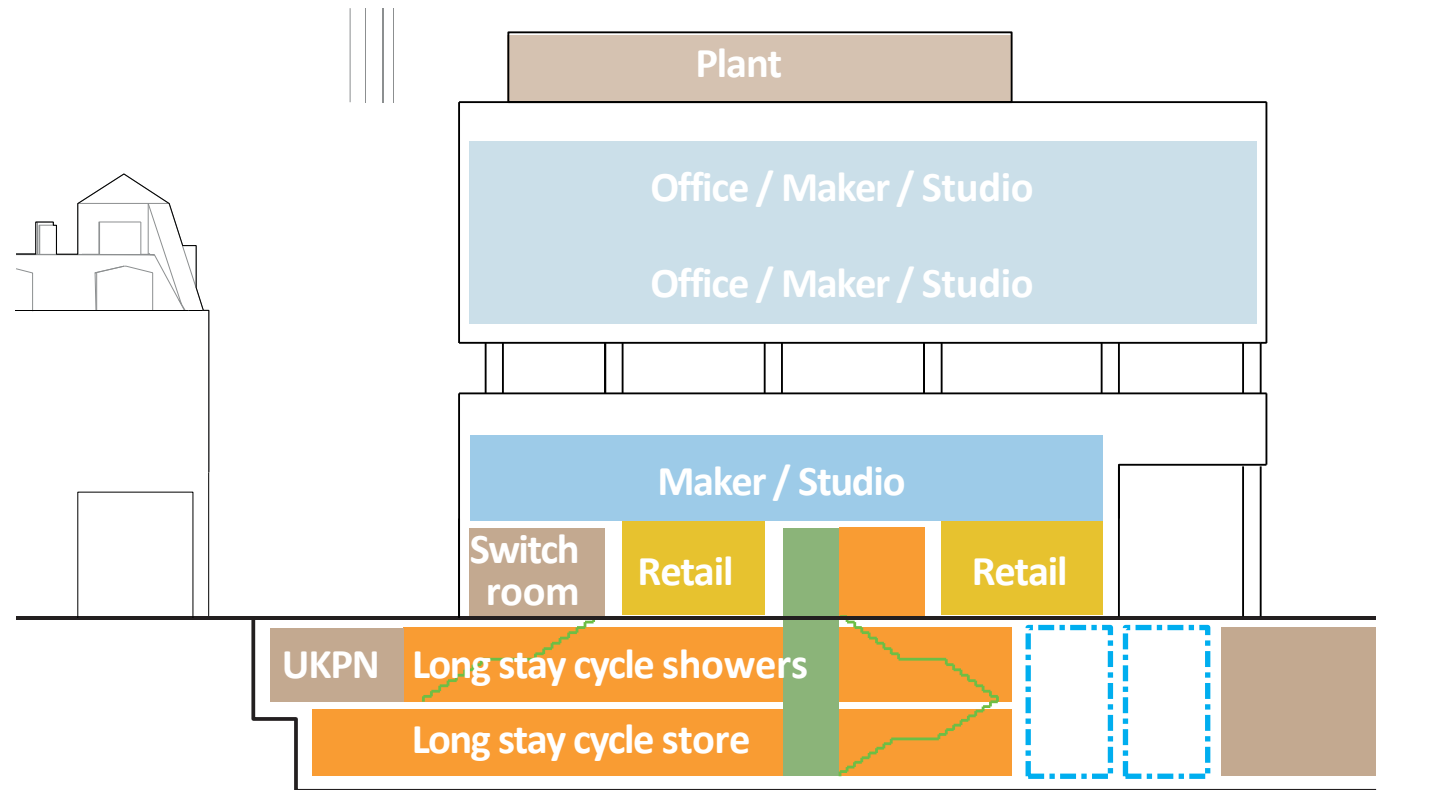 Plant
Office / Maker / Studio
Office / Maker / Studio
Maker / Studio
Switch
room
Retail
Retail
UKPN
Long stay cycle showers
Long stay cycle store